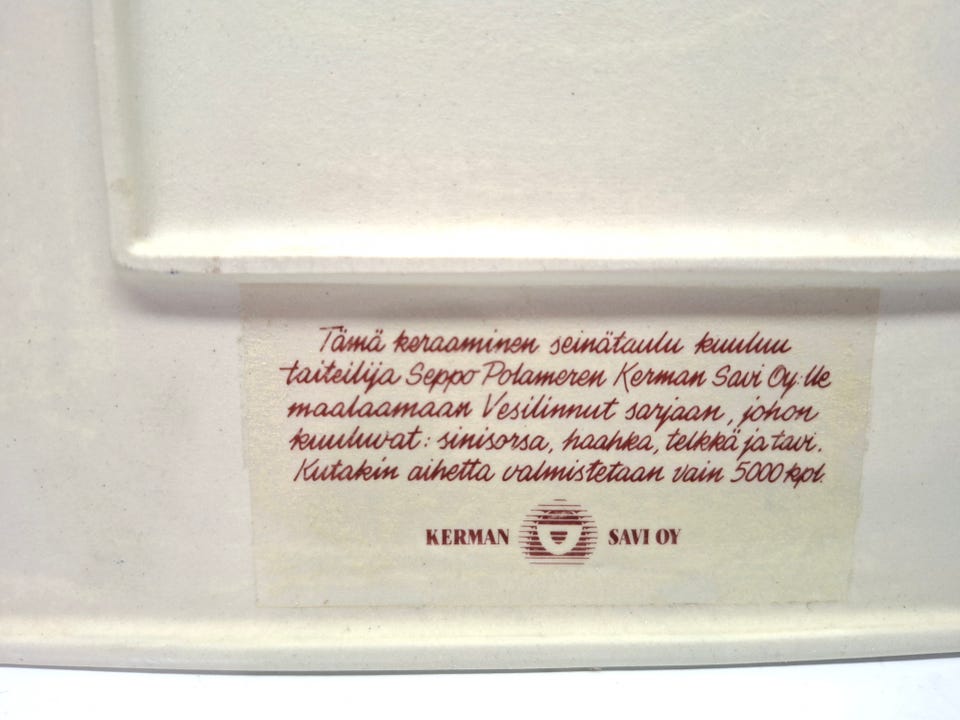 Tämä keraaminen seinätaulu kuuluu
taiteilija Seppo Polameren Kerman Savi Oy:lle
maalaamaan Vesilinnut sarjaan, johon
kuuluvat: sinisorsa, haahka, telkkä ja tavi.
Kutakin aihetta valmistetaan vain 5000 kpl.
KERMAN SAVI OY